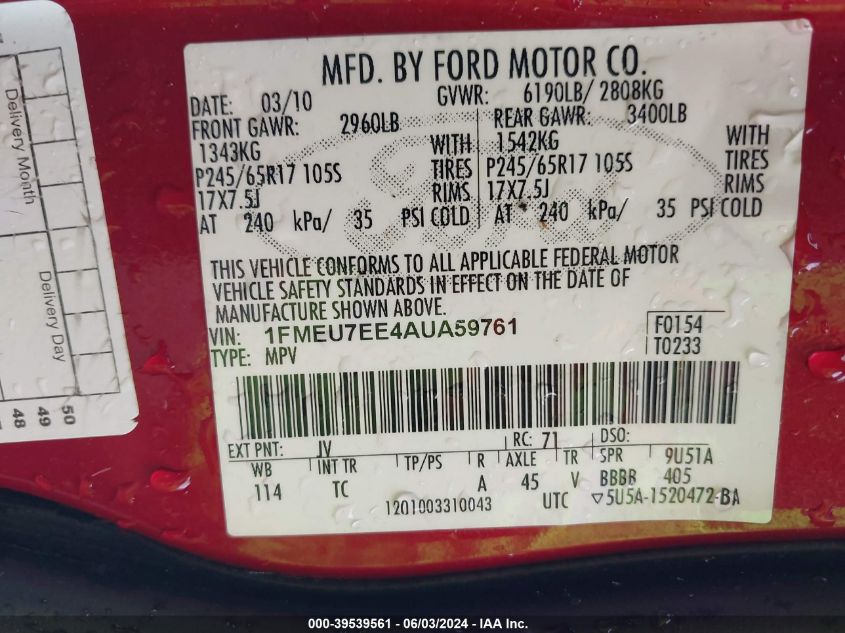 MFD. BY FORD MOTOR CO.
DATE: 03/10 GVWR: 6190LB/ 2808KG
FRONT GAWR: 2960LB REAR GAWR: 3400LB
1343KG WITH 1542KG WITH
P245/65R17 105S TIRES P245/65R17 105S TIRES
17X7.5J RIMS 17X7.5J RIMS
AT 240 kPa/ 35 PSI COLD AT 240 kPa/ 35 PSI COLD
THIS VEHICLE CONFORMS TO ALL APPLICABLE FEDERAL MOTOR
VEHICLE SAFETY STANDARDS IN EFFECT ON THE DATE OF
MANUFACTURE SHOWN ABOVE.
VIN: 1FMEU7EE4AUA59761
TYPE: MPV
F0154
T0233
EXT PNT: JV RC: 71 DSO:
WB INT TR TP/PS R AXLE TR SPR 9U51A
114 TC A 45 V BBBB 405
1201003310043 UTC ▽5U5A-1520472-BA
Delivery Month /
Delivery Day
48
49
50
000-39539561 / 06/03/2024 - IAA Inc.